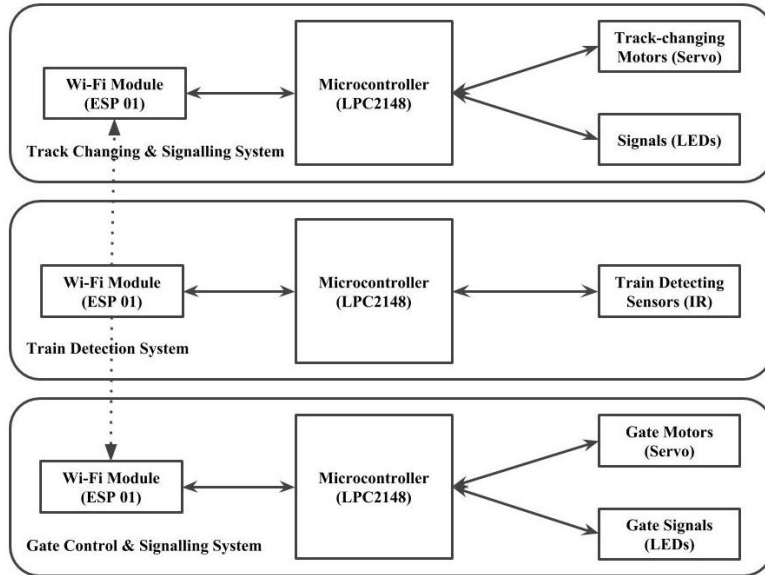 Wi-Fi Module
(ESP 01)
Microcontroller
(LPC2148)
Track-changing
Motors (Servo)
Signals (LEDs)
Track Changing & Signalling System
Wi-Fi Module
(ESP 01)
Microcontroller
(LPC2148)
Train Detecting
Sensors (IR)
Train Detection System
Wi-Fi Module
(ESP 01)
Microcontroller
(LPC2148)
Gate Motors
(Servo)
Gate Signals
(LEDs)
Gate Control & Signalling System